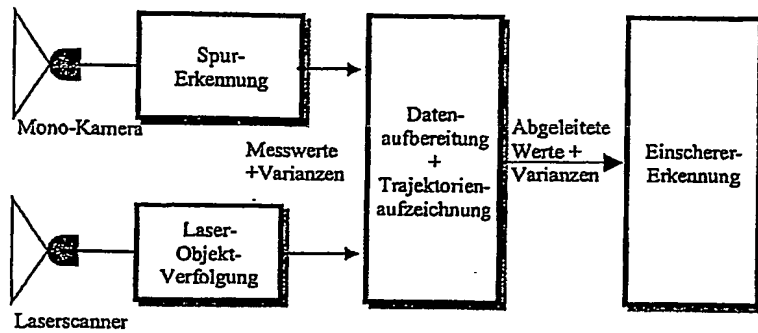 Spur-
Erkennung
Mono-Kamera
Messwerte
+Varianzen
Laser-
Objekt-
Verfolgung
Laserscanner
Daten-
aufbereitung
+
Trajektorien-
aufzeichnung
Abgeleitete
Werte +
Varianzen
Einscherer-
Erkennung